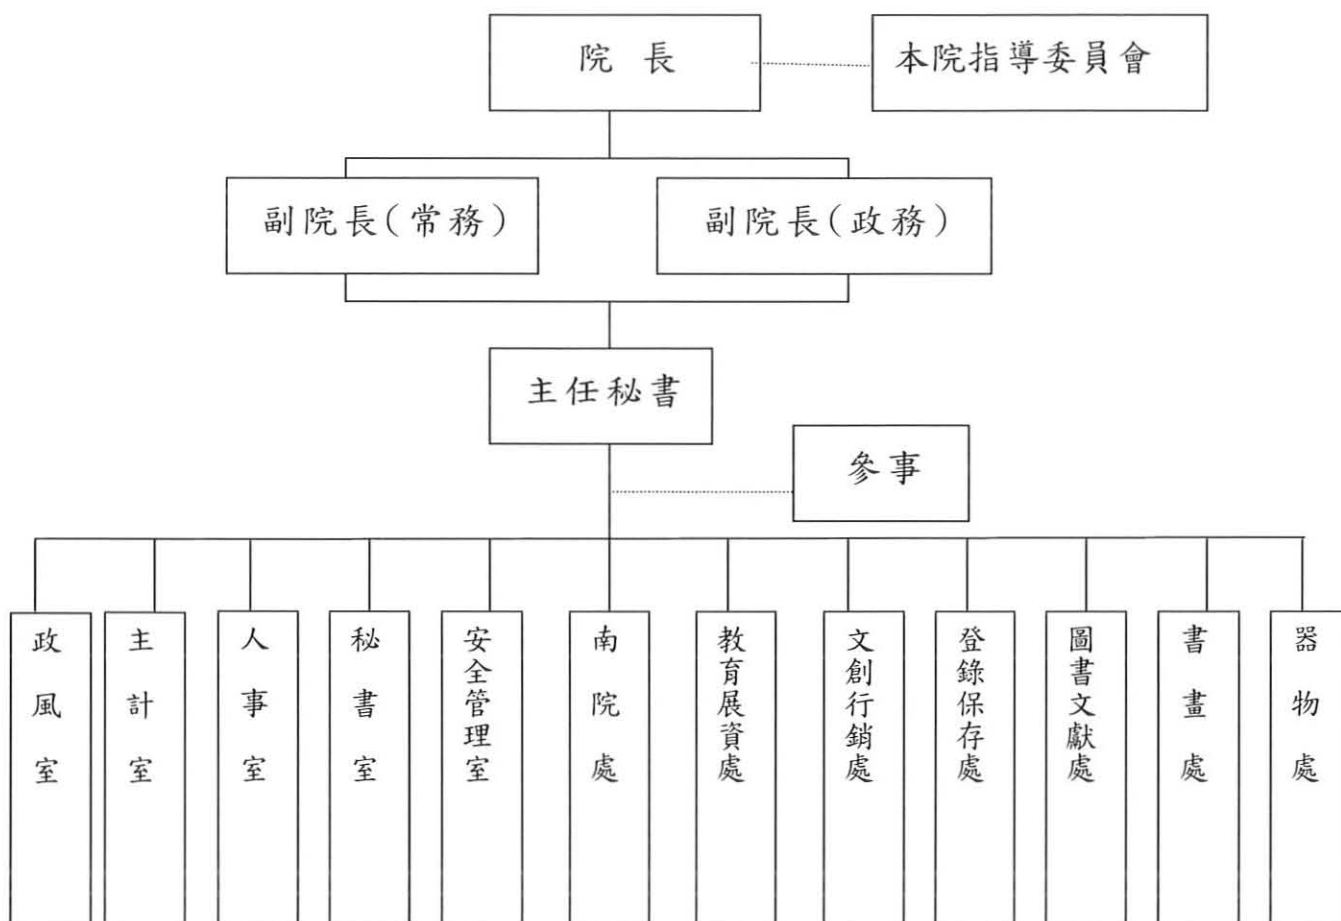 院 長
本院指導委員會
副院長(常務)
副院長(政務)
主任秘書
參事
政風室
主計室
人事室
秘書室
安全管理室
南院處
教育展資處
文創行銷處
登錄保存處
圖書文獻處
書畫處
器物處